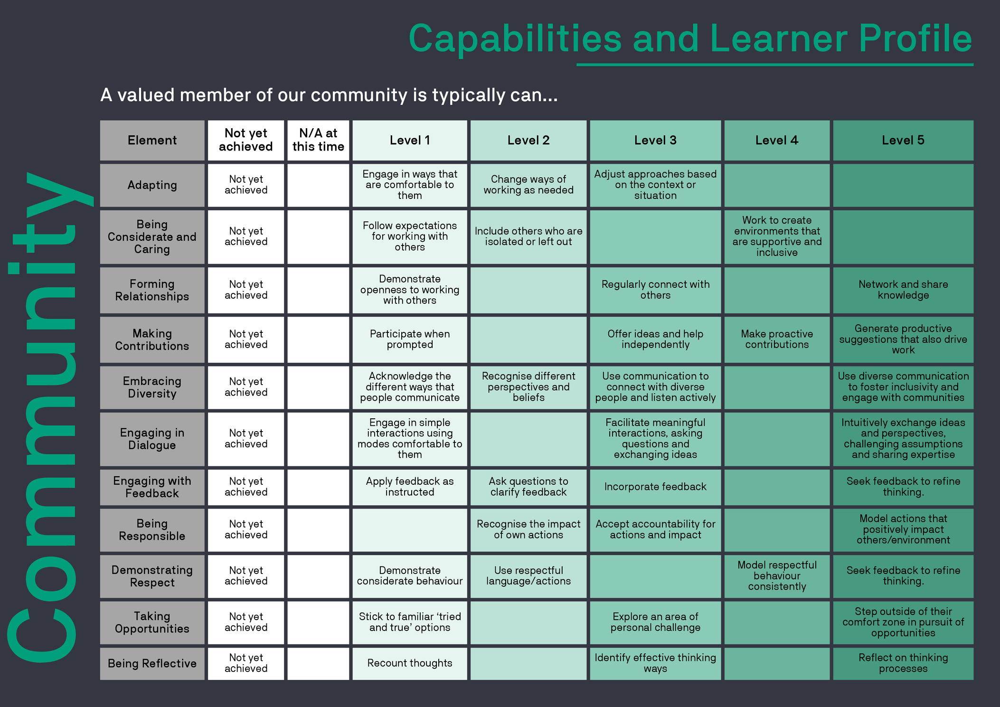 Capabilities and Learner Profile
Community
A valued member of our community is typically can...
Element
Not yet
achieved
N/A at
this time
Level 1
Level 2
Level 3
Level 4
Level 5
Adapting
Not yet
achieved
Engage in ways that
are comfortable to
them
Change ways of
working as needed
Adjust approaches based
on the context or
situation
Being
Considerate and
Caring
Not yet
achieved
Follow expectations
for working with
others
Include others who are
isolated or left out
Work to create
environments that
are supportive and
inclusive
Forming
Relationships
Not yet
achieved
Demonstrate
openness to working
with others
Regularly connect with
others
Network and share
knowledge
Making
Contributions
Not yet
achieved
Participate when
prompted
Offer ideas and help
independently
Make proactive
contributions
Generate productive
suggestions that also drive
work
Embracing
Diversity
Not yet
achieved
Acknowledge the
different ways that
people communicate
Recognise different
perspectives and
beliefs
Use communication to
connect with diverse
people and listen actively
Use diverse communication
to foster inclusivity and
engage with communities
Engaging in
Dialogue
Not yet
achieved
Engage in simple
interactions using
modes comfortable to
them
Facilitate meaningful
interactions, asking
questions and
exchanging ideas
Intuitively exchange ideas
and perspectives,
challenging assumptions
and sharing expertise
Engaging with
Feedback
Not yet
achieved
Apply feedback as
instructed
Ask questions to
clarify feedback
Incorporate feedback
Seek feedback to refine
thinking.
Being
Responsible
Not yet
achieved
Recognise the impact
of own actions
Accept accountability for
actions and impact
Model actions that
positively impact
others/environment
Demonstrating
Respect
Not yet
achieved
Demonstrate
considerate behaviour
Use respectful
language/actions
Model respectful
behaviour
consistently
Seek feedback to refine
thinking.
Taking
Opportunities
Not yet
achieved
Stick to familiar ‘tried
and true’ options
Explore an area of
personal challenge
Step outside of their
comfort zone in pursuit of
opportunities
Being Reflective
Not yet
achieved
Recount thoughts
Identify effective thinking
ways
Reflect on thinking
processes